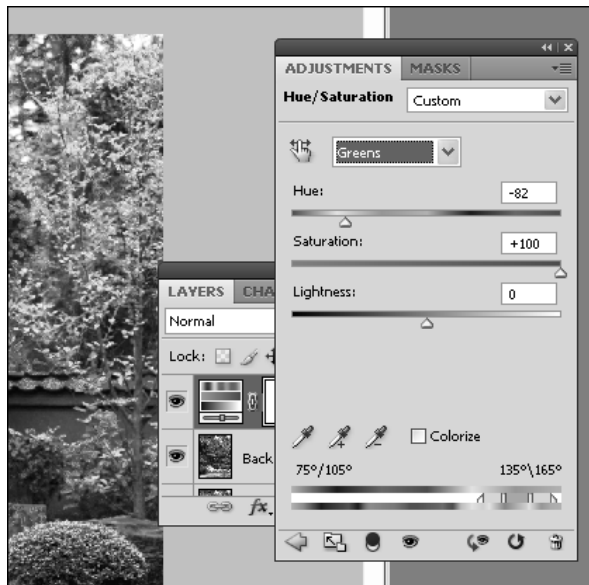 ADJUSTMENTS MASKS
Hue/Saturation Custom
Greens
Hue: -82
Saturation: +100
Lightness: 0
Colorize
75°/105° 135°\165°
LAYERS CHA
Normal
Lock:
Back
fx.